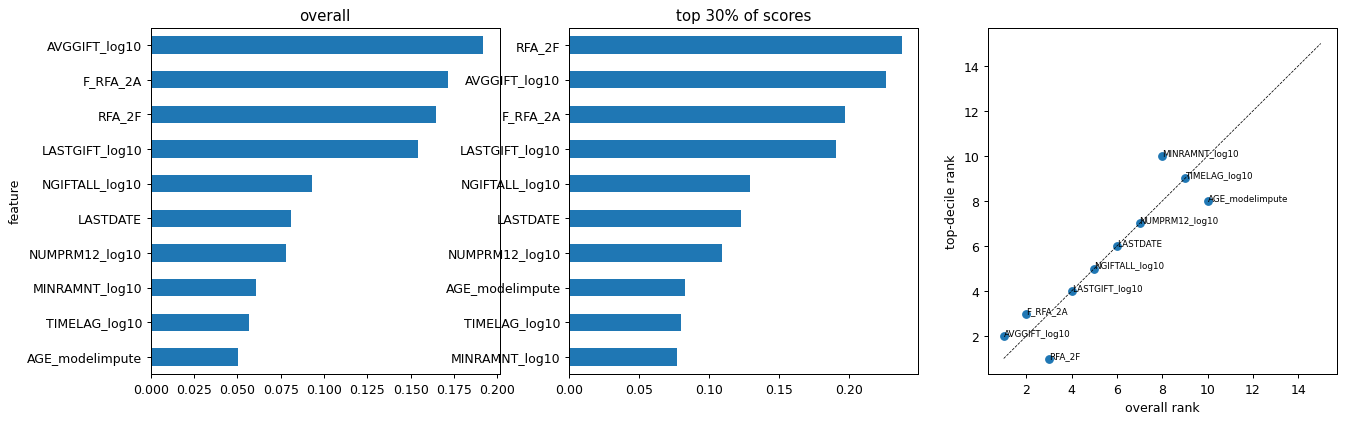 overall
feature
AVGGIFT_log10
F_RFA_2A
RFA_2F
LASTGIFT_log10
NGIFTALL_log10
LASTDATE
NUMPRM12_log10
MINRAMNT_log10
TIMELAG_log10
AGE_modelimpute
0.000 0.025 0.050 0.075 0.100 0.125 0.150 0.175 0.200
top 30% of scores
RFA_2F
AVGGIFT_log10
F_RFA_2A
LASTGIFT_log10
NGIFTALL_log10
LASTDATE
NUMPRM12_log10
AGE_modelimpute
TIMELAG_log10
MINRAMNT_log10
0.00 0.05 0.10 0.15 0.20
top-decile rank
14
12
10
8
6
4
2
MINRAMNT_log10
TIMELAG_log10
AGE_modelimpute
NUMPRM12_log10
LASTDATE
NGIFTALL_log10
LASTGIFT_log10
F_RFA_2A
AVGGIFT_log10
RFA_2F
2 4 6 8 10 12 14
overall rank